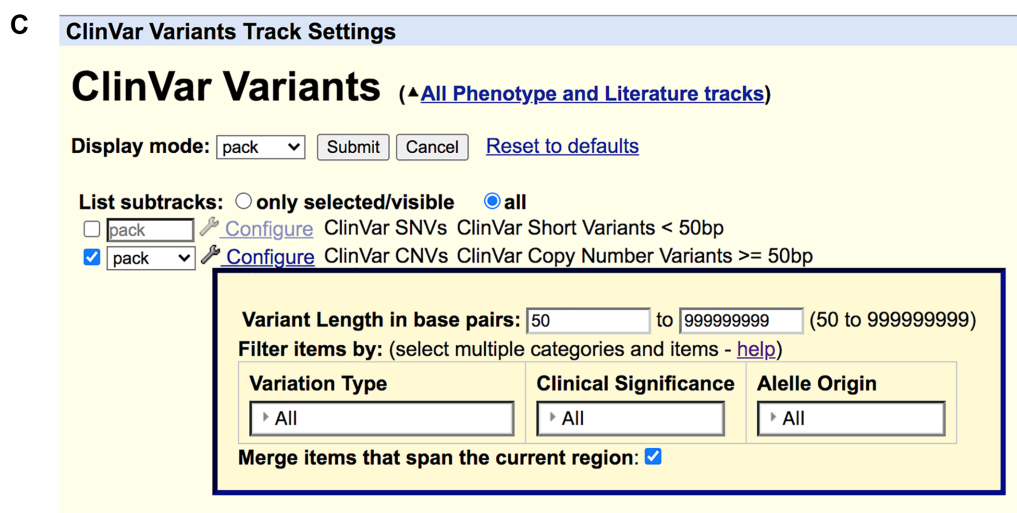 C
ClinVar Variants Track Settings
ClinVar Variants (▲All Phenotype and Literature tracks)
Display mode: pack Submit Cancel Reset to defaults
List subtracks: only selected/visible all
pack Configure ClinVar SNVs ClinVar Short Variants < 50bp
pack Configure ClinVar CNVs ClinVar Copy Number Variants >= 50bp
Variant Length in base pairs: 50 to 999999999 (50 to 999999999)
Filter items by: (select multiple categories and items - help)
Variation Type Clinical Significance Alelle Origin
All All All
Merge items that span the current region: